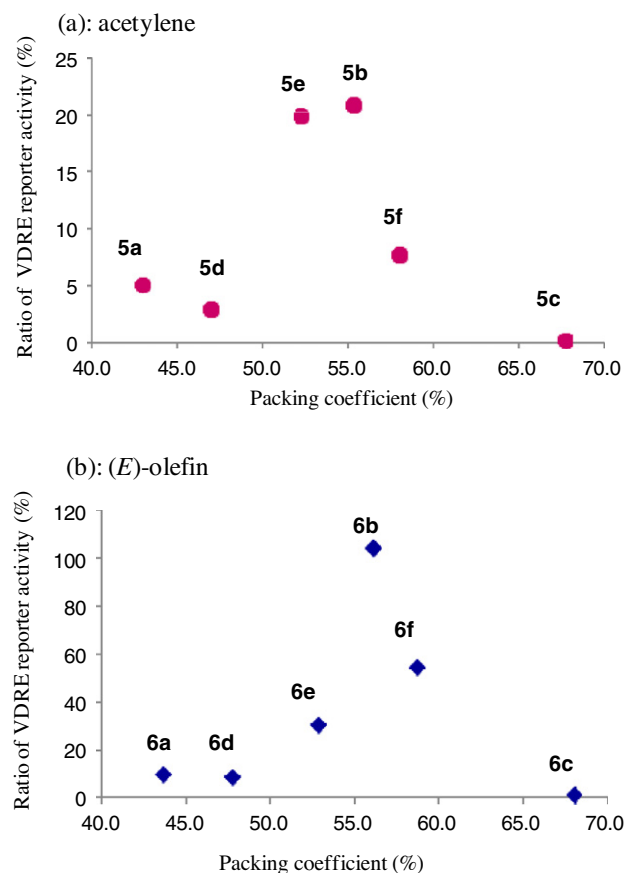 (a): acetylene
Ratio of VDRE reporter activity (%)
25
20
15
10
5
0
5a
5d
5e
5b
5f
5c
40.0 45.0 50.0 55.0 60.0 65.0 70.0
Packing coefficient (%)
(b): (E)-olefin
Ratio of VDRE reporter activity (%)
120
100
80
60
40
20
0
6a
6d
6e
6b
6f
6c
40.0 45.0 50.0 55.0 60.0 65.0 70.0
Packing coefficient (%)